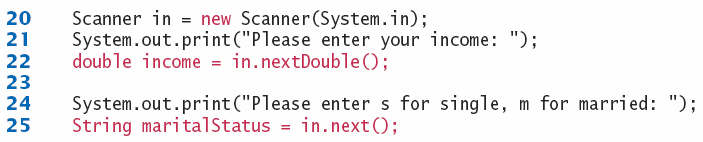 20 Scanner in = new Scanner(System.in);
21 System.out.print("Please enter your income: ");
22 double income = in.nextDouble();
23
24 System.out.print("Please enter s for single, m for married: ");
25 String maritalStatus = in.next();